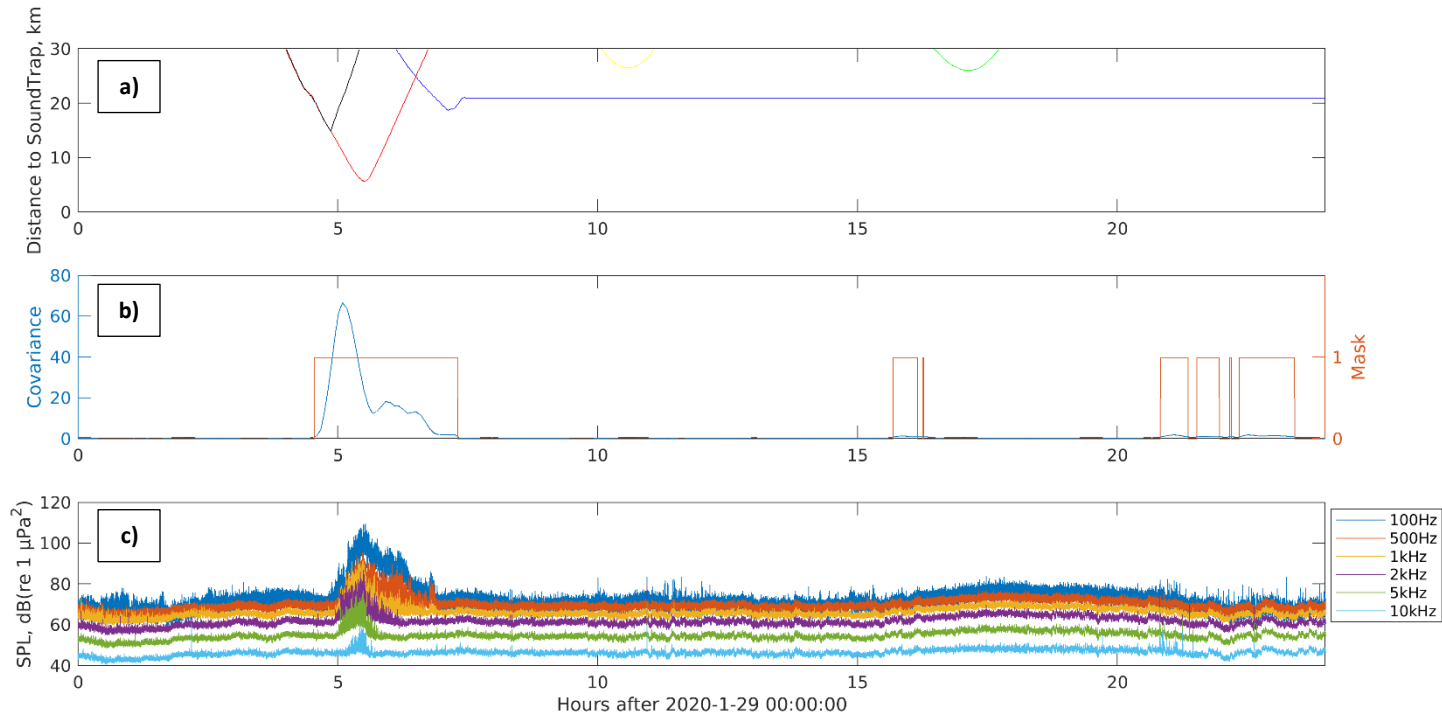 Distance to SoundTrap, km
a)
30
20
10
0
0 5 10 15 20
Covariance
b)
80
60
40
20
0
Mask
1
0
0 5 10 15 20
SPL, dB(re 1 µPa²)
c)
120
100
80
60
40
0 5 10 15 20
Hours after 2020-1-29 00:00:00
100Hz
500Hz
1kHz
2kHz
5kHz
10kHz